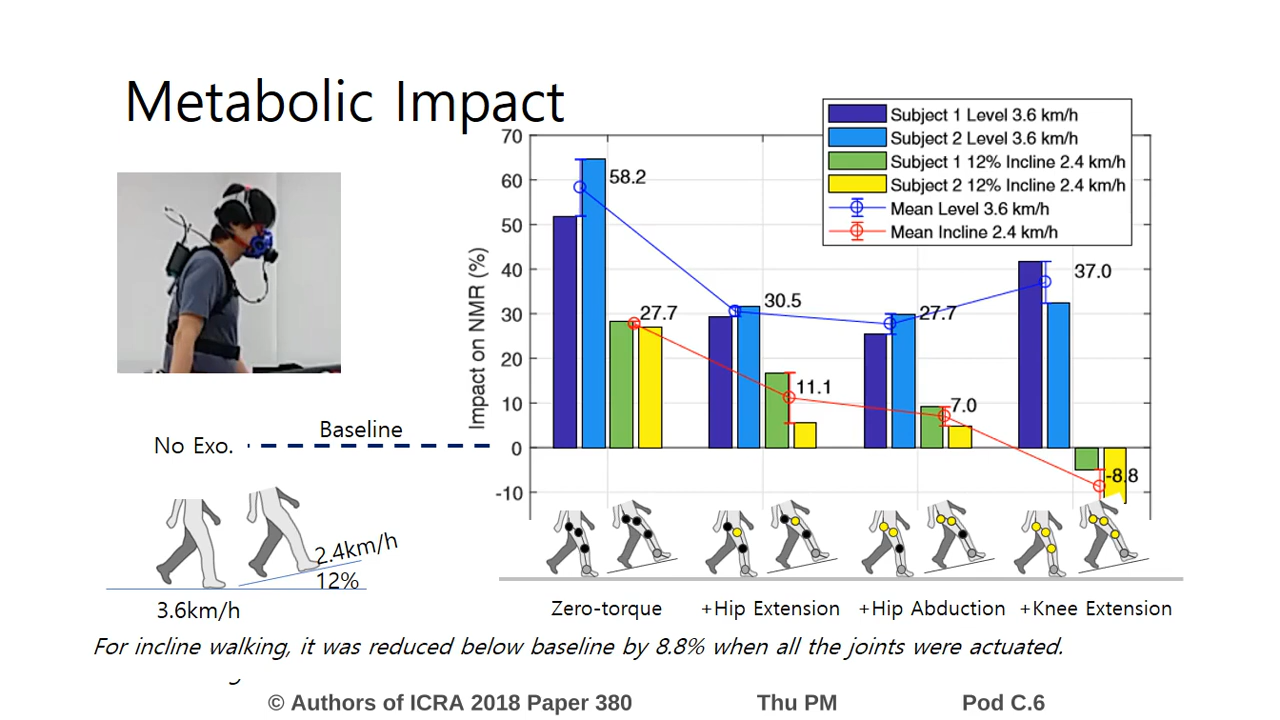 Metabolic Impact
Subject 1 Level 3.6 km/h
Subject 2 Level 3.6 km/h
Subject 1 12% Incline 2.4 km/h
Subject 2 12% Incline 2.4 km/h
Mean Level 3.6 km/h
Mean Incline 2.4 km/h
Impact on NMR (%)
70
60
50
40
30
20
10
0
-10
58.2
27.7
30.5
11.1
27.7
7.0
37.0
-8.8
No Exo.
Baseline
2.4km/h
12%
3.6km/h
Zero-torque
+Hip Extension
+Hip Abduction
+Knee Extension
For incline walking, it was reduced below baseline by 8.8% when all the joints were actuated.
© Authors of ICRA 2018 Paper 380 Thu PM Pod C.6